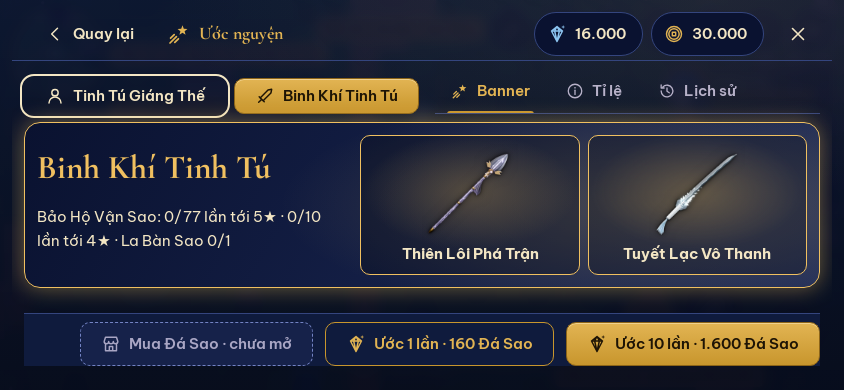 Quay lại
Ước nguyện
16.000
30.000
Tinh Tú Giáng Thế
Binh Khí Tinh Tú
Banner
Tỉ lệ
Lịch sử
Binh Khí Tinh Tú
Bảo Hộ Vận Sao: 0/77 lần tới 5★ · 0/10
lần tới 4★ · La Bàn Sao 0/1
Thiên Lôi Phá Trận
Tuyết Lạc Vô Thanh
Mua Đá Sao · chưa mở
Ước 1 lần · 160 Đá Sao
Ước 10 lần · 1.600 Đá Sao